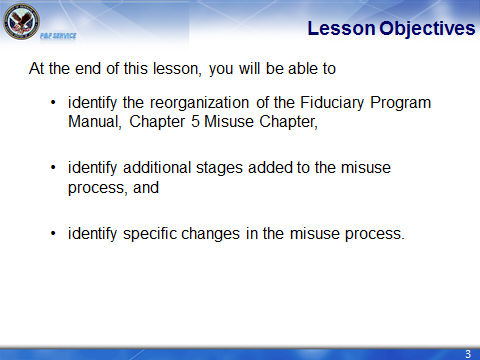 P&F SERVICE
Lesson Objectives
At the end of this lesson, you will be able to
• identify the reorganization of the Fiduciary Program
Manual, Chapter 5 Misuse Chapter,
• identify additional stages added to the misuse
process, and
• identify specific changes in the misuse process.
3